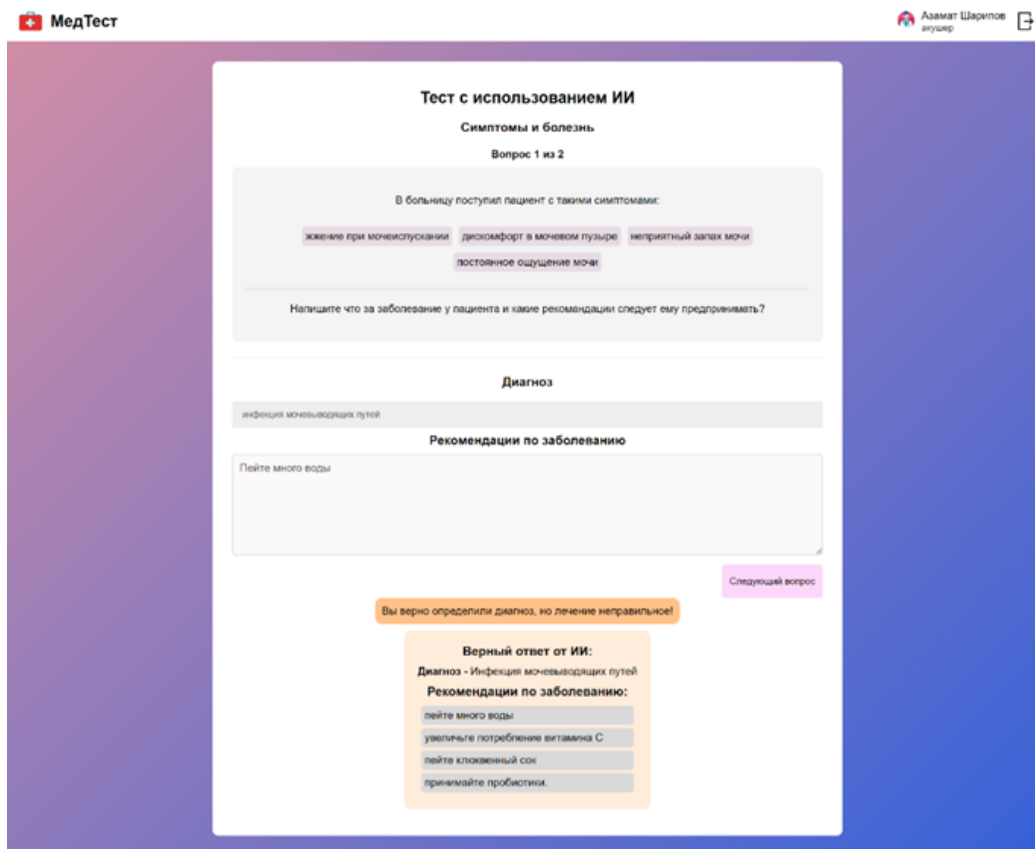 МедТест
Азамат Шарипов
акушер
Тест с использованием ИИ
Симптомы и болезнь
Вопрос 1 из 2
В больницу поступил пациент с такими симптомами:
жжение при мочеиспускании дискомфорт в мочевом пузыре неприятный запах мочи
постоянное ощущение мочи
Напишите что за заболевание у пациента и какие рекомандации следует ему предпринимать?
Диагноз
инфекция мочевыводящих путей
Рекомендации по заболеванию
Пейте много воды
Следующий вопрос
Вы верно определили диагноз, но лечение неправильное!
Верный ответ от ИИ:
Диагноз - Инфекция мочевыводящих путей
Рекомендации по заболеванию:
пейте много воды
увеличьте потребление витамина С
пейте клюквенный сок
принимайте пробиотики.